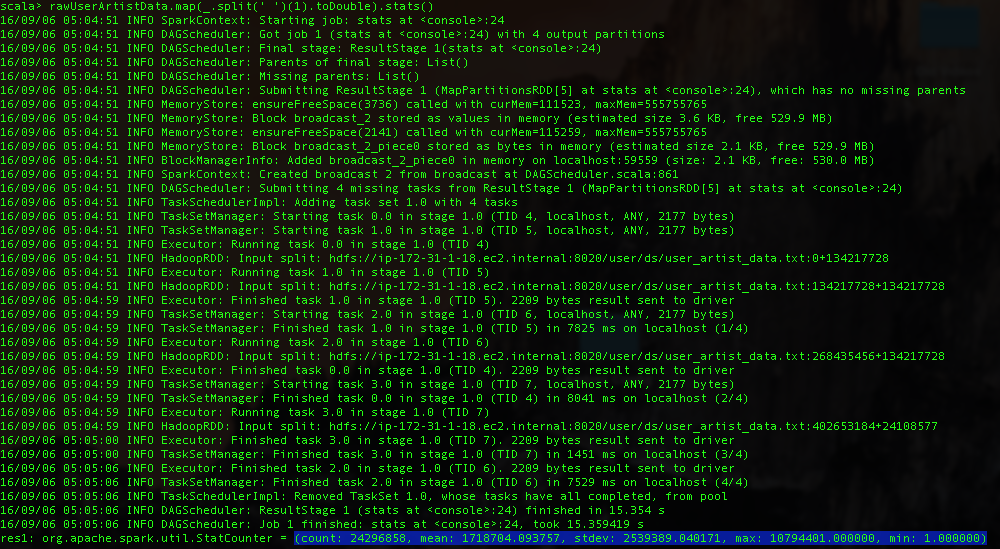 scala> rawUserArtistData.map(_.split(' ')(1).toDouble).stats()
16/09/06 05:04:51 INFO SparkContext: Starting job: stats at <console>:24
16/09/06 05:04:51 INFO DAGScheduler: Got job 1 (stats at <console>:24) with 4 output partitions
16/09/06 05:04:51 INFO DAGScheduler: Final stage: ResultStage 1(stats at <console>:24)
16/09/06 05:04:51 INFO DAGScheduler: Parents of final stage: List()
16/09/06 05:04:51 INFO DAGScheduler: Missing parents: List()
16/09/06 05:04:51 INFO DAGScheduler: Submitting ResultStage 1 (MapPartitionsRDD[5] at stats at <console>:24), which has no missing parents
16/09/06 05:04:51 INFO MemoryStore: ensureFreeSpace(3736) called with curMem=111523, maxMem=555755765
16/09/06 05:04:51 INFO MemoryStore: Block broadcast_2 stored as values in memory (estimated size 3.6 KB, free 529.9 MB)
16/09/06 05:04:51 INFO MemoryStore: ensureFreeSpace(2141) called with curMem=115259, maxMem=555755765
16/09/06 05:04:51 INFO MemoryStore: Block broadcast_2_piece0 stored as bytes in memory (estimated size 2.1 KB, free 529.9 MB)
16/09/06 05:04:51 INFO BlockManagerInfo: Added broadcast_2_piece0 in memory on localhost:59559 (size: 2.1 KB, free: 530.0 MB)
16/09/06 05:04:51 INFO SparkContext: Created broadcast 2 from broadcast at DAGScheduler.scala:861
16/09/06 05:04:51 INFO DAGScheduler: Submitting 4 missing tasks from ResultStage 1 (MapPartitionsRDD[5] at stats at <console>:24)
16/09/06 05:04:51 INFO TaskSchedulerImpl: Adding task set 1.0 with 4 tasks
16/09/06 05:04:51 INFO TaskSetManager: Starting task 0.0 in stage 1.0 (TID 4, localhost, ANY, 2177 bytes)
16/09/06 05:04:51 INFO TaskSetManager: Starting task 1.0 in stage 1.0 (TID 5, localhost, ANY, 2177 bytes)
16/09/06 05:04:51 INFO Executor: Running task 0.0 in stage 1.0 (TID 4)
16/09/06 05:04:51 INFO HadoopRDD: Input split: hdfs://ip-172-31-1-18.ec2.internal:8020/user/ds/user_artist_data.txt:0+134217728
16/09/06 05:04:51 INFO Executor: Running task 1.0 in stage 1.0 (TID 5)
16/09/06 05:04:51 INFO HadoopRDD: Input split: hdfs://ip-172-31-1-18.ec2.internal:8020/user/ds/user_artist_data.txt:134217728+134217728
16/09/06 05:04:59 INFO Executor: Finished task 1.0 in stage 1.0 (TID 5). 2209 bytes result sent to driver
16/09/06 05:04:59 INFO TaskSetManager: Starting task 2.0 in stage 1.0 (TID 6, localhost, ANY, 2177 bytes)
16/09/06 05:04:59 INFO TaskSetManager: Finished task 1.0 in stage 1.0 (TID 5) in 7825 ms on localhost (1/4)
16/09/06 05:04:59 INFO Executor: Running task 2.0 in stage 1.0 (TID 6)
16/09/06 05:04:59 INFO HadoopRDD: Input split: hdfs://ip-172-31-1-18.ec2.internal:8020/user/ds/user_artist_data.txt:268435456+134217728
16/09/06 05:04:59 INFO Executor: Finished task 0.0 in stage 1.0 (TID 4). 2209 bytes result sent to driver
16/09/06 05:04:59 INFO TaskSetManager: Starting task 3.0 in stage 1.0 (TID 7, localhost, ANY, 2177 bytes)
16/09/06 05:04:59 INFO TaskSetManager: Finished task 0.0 in stage 1.0 (TID 4) in 8041 ms on localhost (2/4)
16/09/06 05:04:59 INFO Executor: Running task 3.0 in stage 1.0 (TID 7)
16/09/06 05:04:59 INFO HadoopRDD: Input split: hdfs://ip-172-31-1-18.ec2.internal:8020/user/ds/user_artist_data.txt:402653184+24108577
16/09/06 05:05:00 INFO Executor: Finished task 3.0 in stage 1.0 (TID 7). 2209 bytes result sent to driver
16/09/06 05:05:00 INFO TaskSetManager: Finished task 3.0 in stage 1.0 (TID 7) in 1451 ms on localhost (3/4)
16/09/06 05:05:06 INFO Executor: Finished task 2.0 in stage 1.0 (TID 6). 2209 bytes result sent to driver
16/09/06 05:05:06 INFO TaskSetManager: Finished task 2.0 in stage 1.0 (TID 6) in 7529 ms on localhost (4/4)
16/09/06 05:05:06 INFO TaskSchedulerImpl: Removed TaskSet 1.0, whose tasks have all completed, from pool
16/09/06 05:05:06 INFO DAGScheduler: ResultStage 1 (stats at <console>:24) finished in 15.354 s
16/09/06 05:05:06 INFO DAGScheduler: Job 1 finished: stats at <console>:24, took 15.359419 s
res1: org.apache.spark.util.StatCounter = (count: 24296858, mean: 1718704.093757, stdev: 2539389.040171, max: 10794401.000000, min: 1.000000)